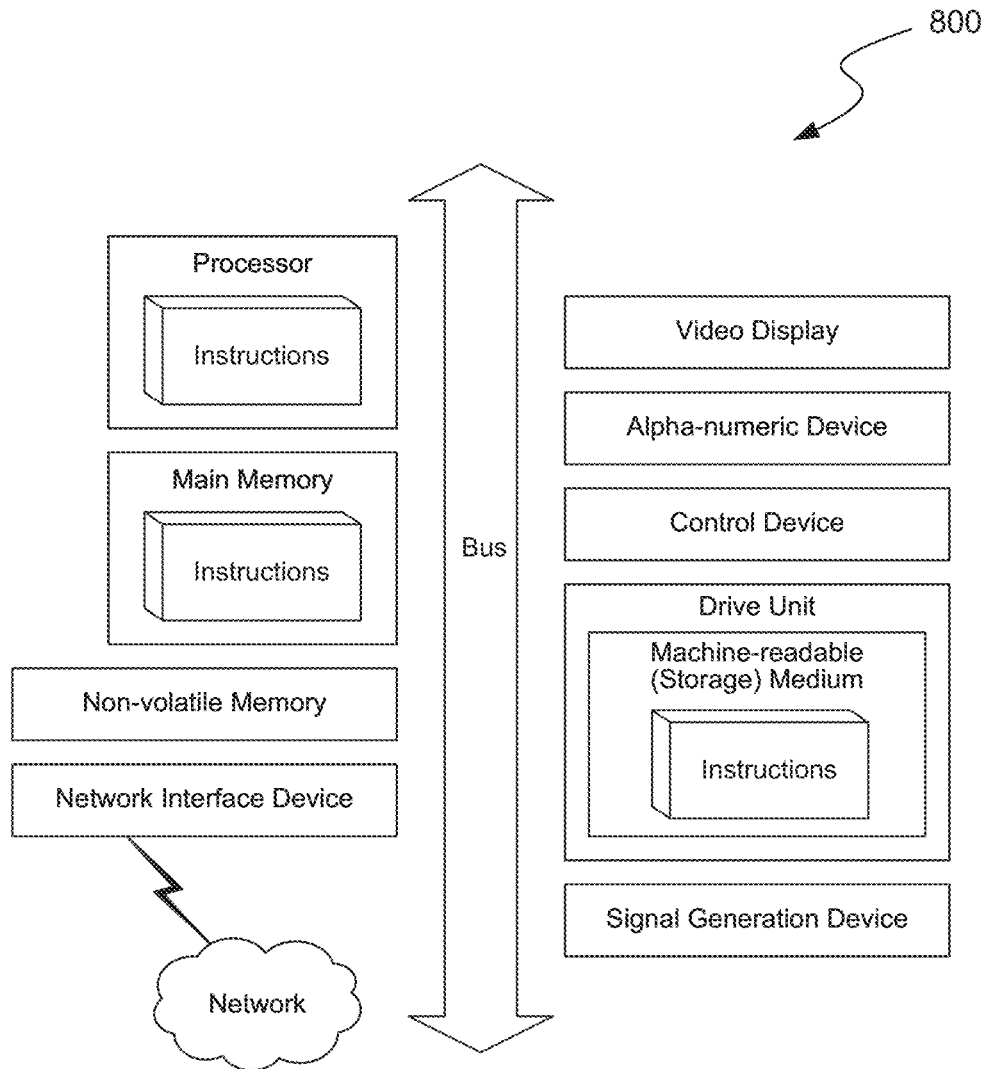 800
Processor
Instructions
Main Memory
Instructions
Non-volatile Memory
Network Interface Device
Network
Bus
Video Display
Alpha-numeric Device
Control Device
Drive Unit
Machine-readable
(Storage) Medium
Instructions
Signal Generation Device